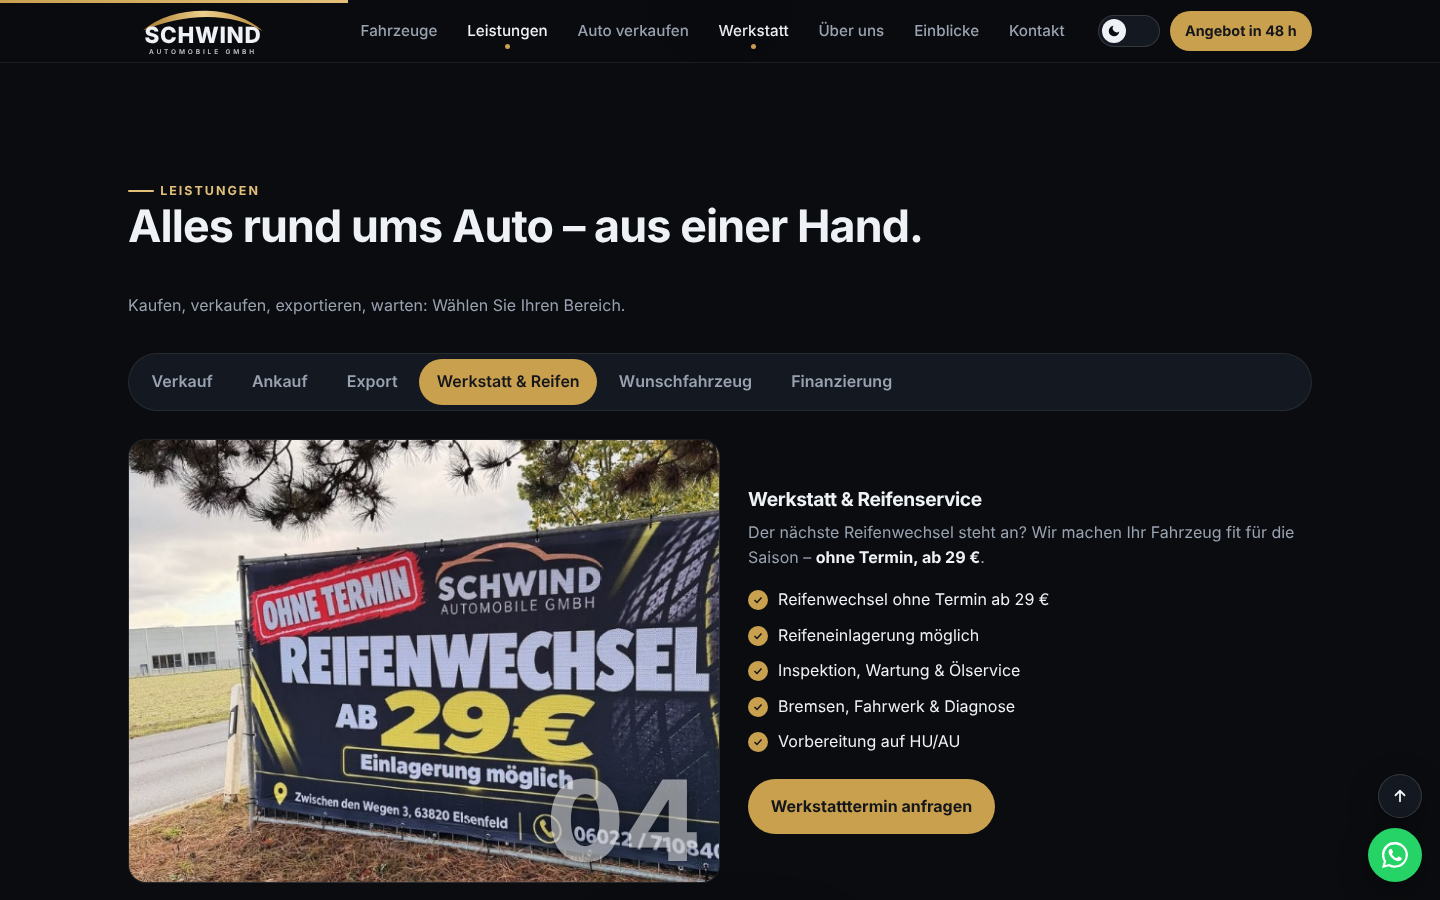 SCHWIND
AUTOMOBILE GMBH
Fahrzeuge
Leistungen
Auto verkaufen
Werkstatt
Über uns
Einblicke
Kontakt
Angebot in 48 h
LEISTUNGEN
Alles rund ums Auto – aus einer Hand.
Kaufen, verkaufen, exportieren, warten: Wählen Sie Ihren Bereich.
Verkauf
Ankauf
Export
Werkstatt & Reifen
Wunschfahrzeug
Finanzierung
OHNE TERMIN
SCHWIND
AUTOMOBILE GMBH
REIFENWECHSEL
AB 29€
Einlagerung möglich
Zwischen den Wegen 3, 63820 Elsenfeld
06022 / 710840
04
Werkstatt & Reifenservice
Der nächste Reifenwechsel steht an? Wir machen Ihr Fahrzeug fit für die
Saison – ohne Termin, ab 29 €.
Reifenwechsel ohne Termin ab 29 €
Reifeneinlagerung möglich
Inspektion, Wartung & Ölservice
Bremsen, Fahrwerk & Diagnose
Vorbereitung auf HU/AU
Werkstatttermin anfragen